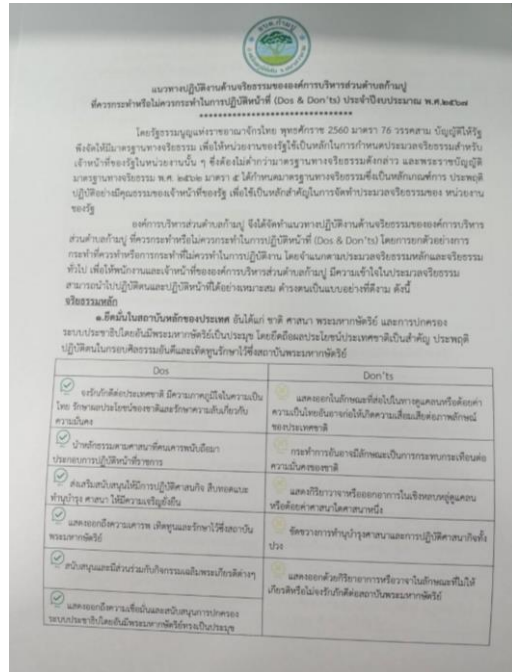 อบต.ก้ามปู
แนวทางปฏิบัติงานด้านจริยธรรมขององค์การบริหารส่วนตำบลก้ามปู
ที่ควรกระทำหรือไม่ควรกระทำในการปฏิบัติหน้าที่ (Dos & Don'ts) ประจำปีงบประมาณ พ.ศ.๒๕๖๗
**********************************
โดยรัฐธรรมนูญแห่งราชอาณาจักรไทย พุทธศักราช 2560 มาตรา 76 วรรคสาม บัญญัติให้รัฐ
พึงจัดให้มีมาตรฐานทางจริยธรรม เพื่อให้หน่วยงานของรัฐใช้เป็นหลักในการกำหนดประมวลจริยธรรมสำหรับ
เจ้าหน้าที่ของรัฐในหน่วยงานนั้น ๆ ซึ่งต้องไม่ต่ำกว่ามาตรฐานทางจริยธรรมดังกล่าว และพระราชบัญญัติ
มาตรฐานทางจริยธรรม พ.ศ. ๒๕๖๒ มาตรา ๕ ได้กำหนดมาตรฐานทางจริยธรรมซึ่งเป็นหลักเกณฑ์การ ประพฤติ
ปฏิบัติอย่างมีคุณธรรมของเจ้าหน้าที่ของรัฐ เพื่อใช้เป็นหลักสำคัญในการจัดทำประมวลจริยธรรมของ หน่วยงาน
ของรัฐ
องค์การบริหารส่วนตำบลก้ามปู จึงได้จัดทำแนวทางปฏิบัติงานด้านจริยธรรมขององค์การบริหาร
ส่วนตำบลก้ามปู ที่ควรกระทำหรือไม่ควรกระทำในการปฏิบัติหน้าที่ (Dos & Don'ts) โดยการยกตัวอย่างการ
กระทำที่ควรทำหรือการกระทำที่ไม่ควรทำในการปฏิบัติงาน โดยจำแนกตามประมวลจริยธรรมหลักและจริยธรรม
ทั่วไป เพื่อให้พนักงานและเจ้าหน้าที่ขององค์การบริหารส่วนตำบลก้ามปู มีความเข้าใจในประมวลจริยธรรม
สามารถนำไปปฏิบัติตนและปฏิบัติหน้าที่ได้อย่างเหมาะสม ดำรงตนเป็นแบบอย่างที่ดีงาม ดังนี้
จริยธรรมหลัก
๑.ยึดมั่นในสถาบันหลักของประเทศ อันได้แก่ ชาติ ศาสนา พระมหากษัตริย์ และการปกครอง
ระบอบประชาธิปไตยอันมีพระมหากษัตริย์เป็นประมุข โดยยึดถือผลประโยชน์ประเทศชาติเป็นสำคัญ ประพฤติ
ปฏิบัติตนในกรอบศีลธรรมอันดีและเทิดทูนรักษาไว้ซึ่งสถาบันพระมหากษัตริย์
Dos
จงรักภักดีต่อประเทศชาติ มีความภาคภูมิใจในความเป็น
ไทย รักษาผลประโยชน์ของชาติและรักษาความลับเกี่ยวกับ
ความมั่นคง
นำหลักธรรมตามศาสนาที่ตนเคารพนับถือมา
ประกอบการปฏิบัติหน้าที่ราชการ
ส่งเสริมสนับสนุนให้มีการปฏิบัติศาสนกิจ สืบทอดและ
ทำนุบำรุง ศาสนา ให้มีความเจริญยั่งยืน
แสดงออกถึงความเคารพ เทิดทูนและรักษาไว้ซึ่งสถาบัน
พระมหากษัตริย์
สนับสนุนและมีส่วนร่วมกับกิจกรรมเฉลิมพระเกียรติต่างๆ
แสดงออกถึงความเชื่อมั่นและสนับสนุนการปกครอง
ระบอบประชาธิปไตยอันมีพระมหากษัตริย์ทรงเป็นประมุข
Don'ts
แสดงออกในลักษณะที่ส่อไปในทางดูแคลนหรือด้อยค่า
ความเป็นไทยอันอาจก่อให้เกิดความเสื่อมเสียต่อภาพลักษณ์
ของประเทศชาติ
กระทำการอันอาจมีลักษณะเป็นการกระทบกระเทือนต่อ
ความมั่นคงของชาติ
แสดงกิริยาวาจาหรือออกอาการในเชิงหลบหลู่ดูแคลน
หรือด้อยค่าศาสนาใดศาสนาหนึ่ง
ขัดขวางการทำนุบำรุงศาสนาและการปฏิบัติศาสนกิจทั้ง
ปวง
แสดงออกด้วยกิริยาอาการหรือวาจาในลักษณะที่ไม่ให้
เกียรติหรือไม่จงรักภักดีต่อสถาบันพระมหากษัตริย์